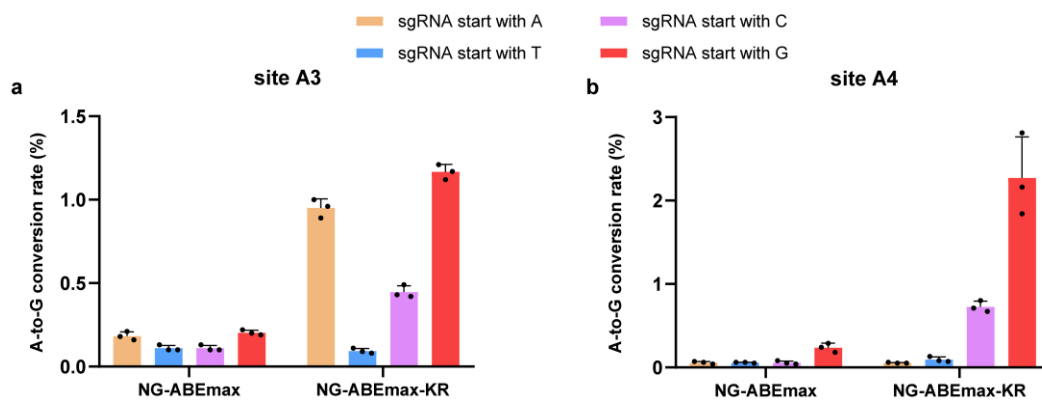 sgRNA start with A
sgRNA start with C
sgRNA start with T
sgRNA start with G
a
site A3
A-to-G conversion rate (%)
1.5
1.0
0.5
0.0
NG-ABEmax
NG-ABEmax-KR
b
site A4
A-to-G conversion rate (%)
3
2
1
0
NG-ABEmax
NG-ABEmax-KR